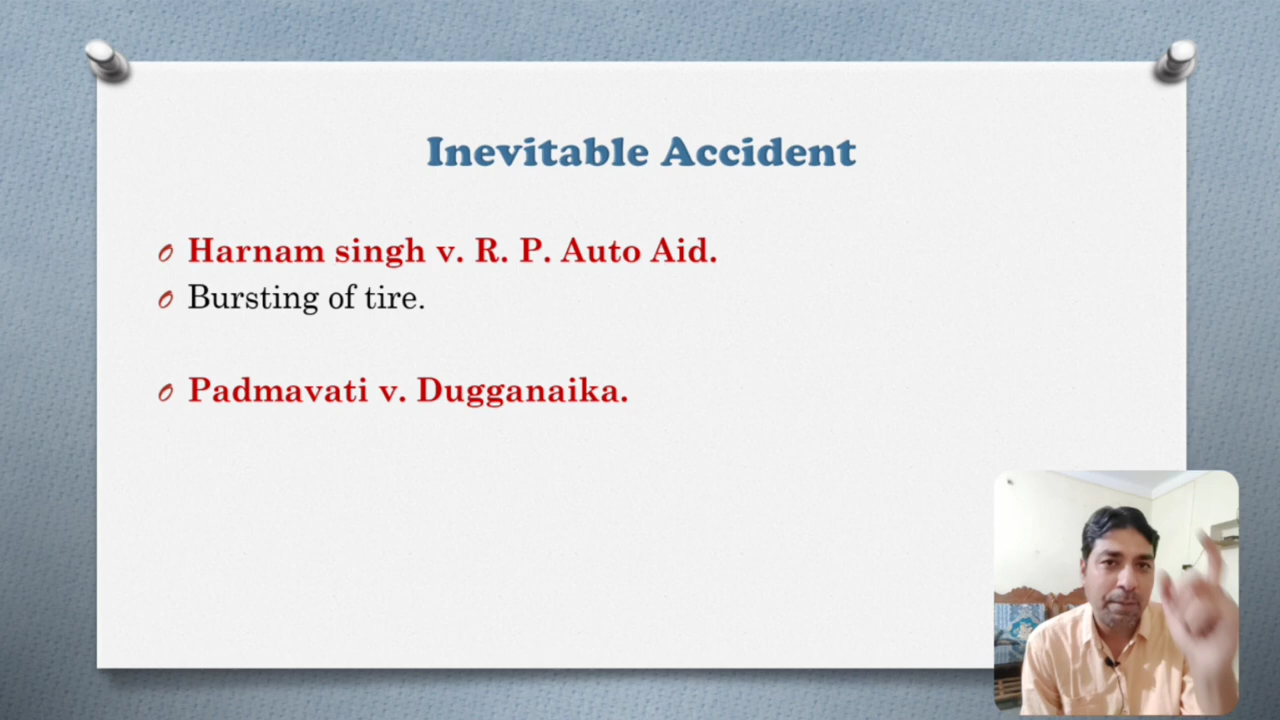 Inevitable Accident
Harnam singh v. R. P. Auto Aid.
Bursting of tire.
Padmavati v. Dugganaika.